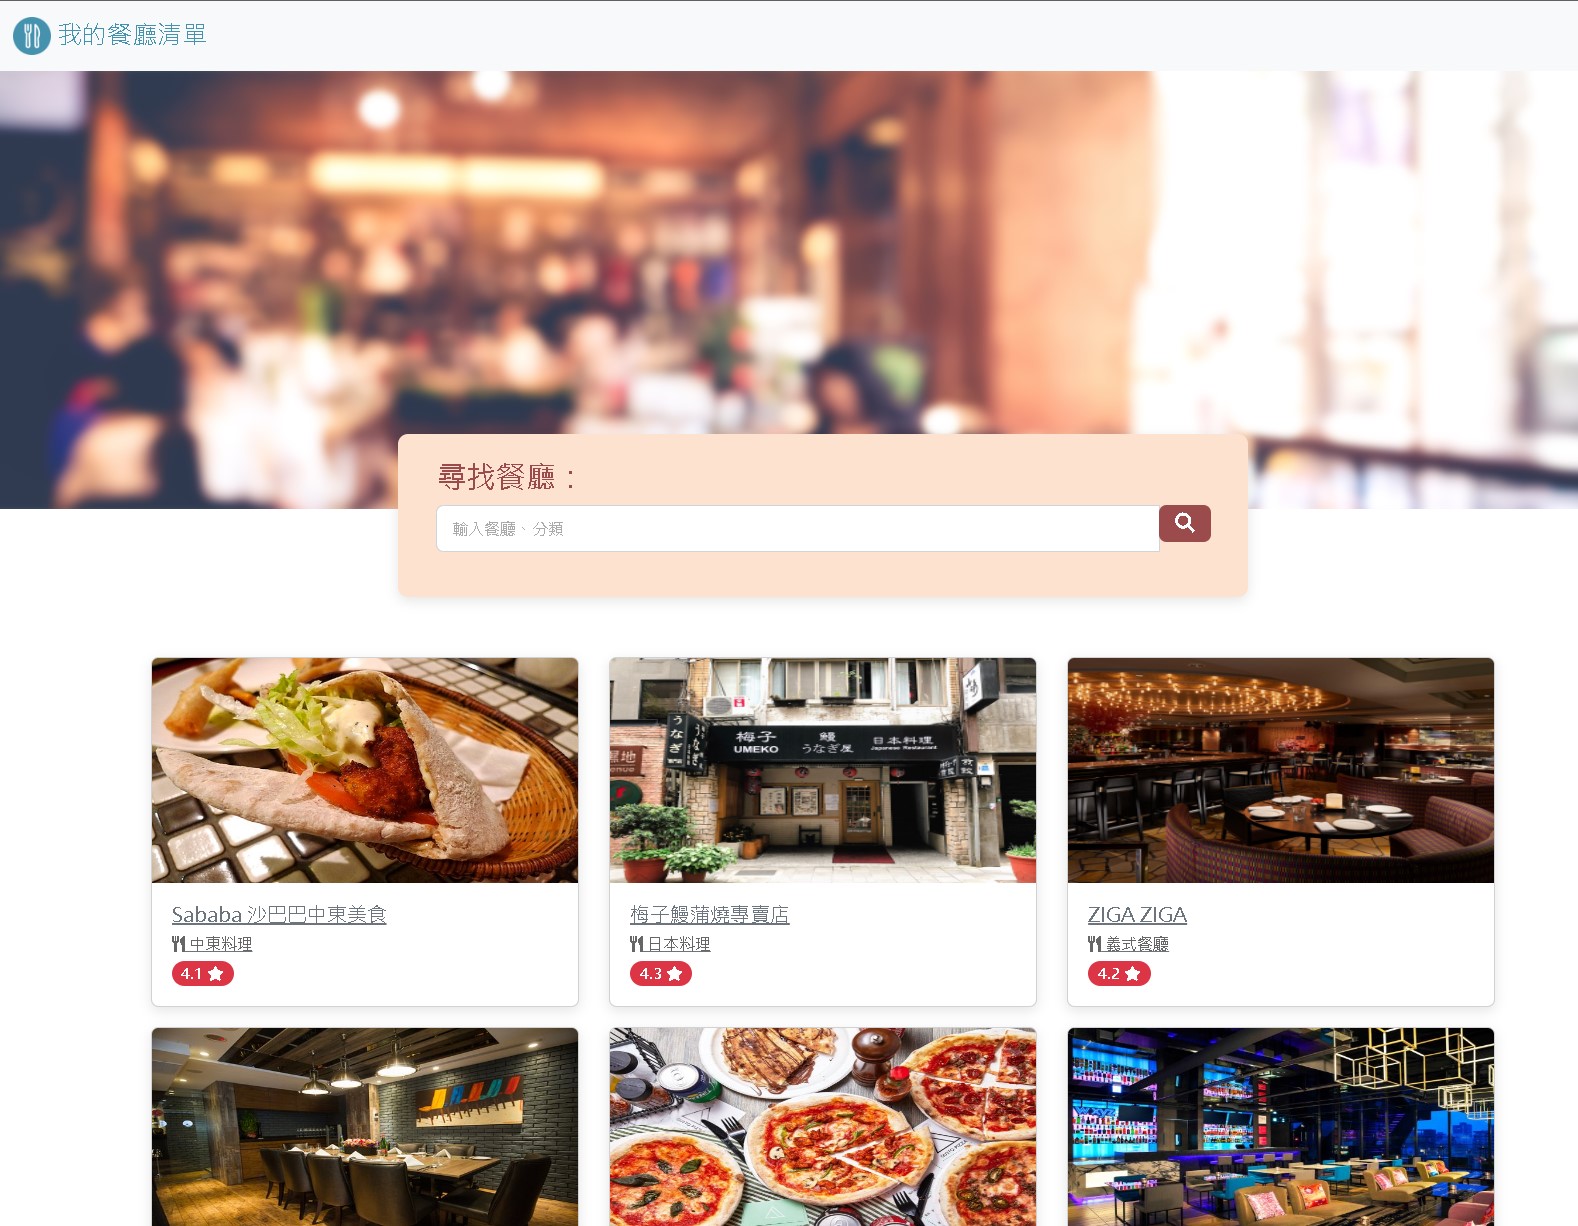 我的餐廳清單
尋找餐廳：
輸入餐廳、分類
梅子 鰻 日本料理
UMEKO うなぎ屋 Japanese Restaurant
うなぎ
Sababa 沙巴巴中東美食
中東料理
4.1
梅子鰻蒲燒專賣店
日本料理
4.3
ZIGA ZIGA
義式餐廳
4.2